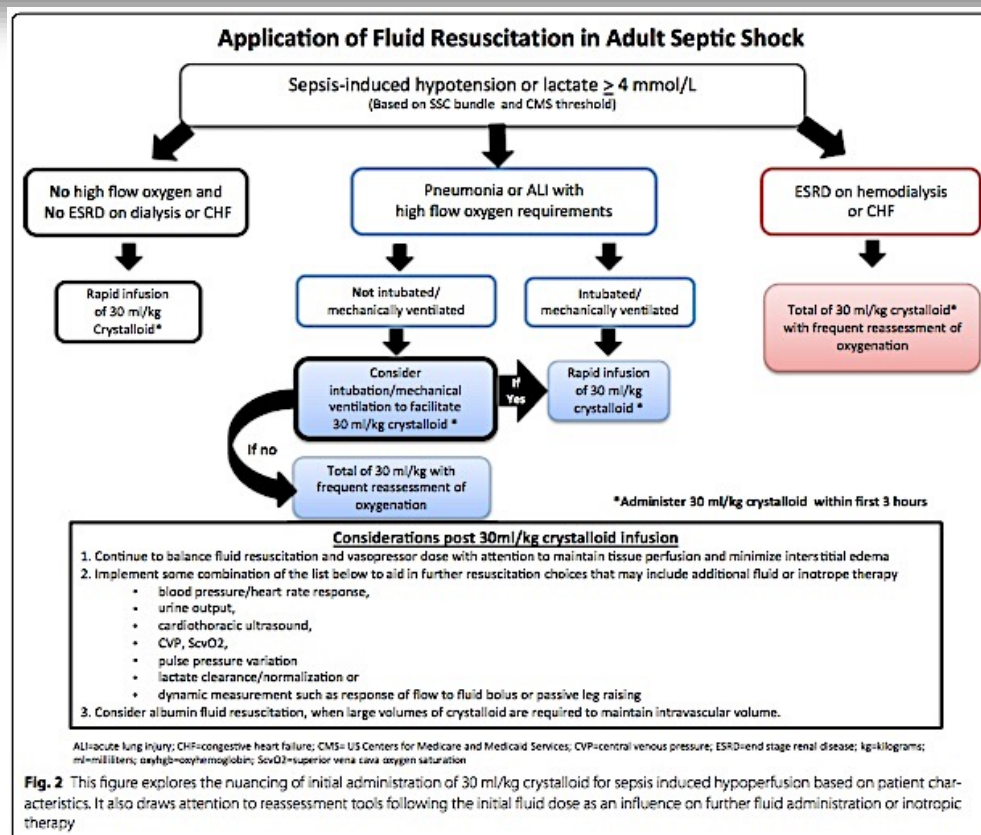 Application of Fluid Resuscitation in Adult Septic Shock
Sepsis-induced hypotension or lactate ≥ 4 mmol/L
(Based on SSC bundle and CMS threshold)
No high flow oxygen and
No ESRD on dialysis or CHF
Rapid infusion
of 30 ml/kg
Crystalloid*
Pneumonia or ALI with
high flow oxygen requirements
Not intubated/
mechanically ventilated
Consider
intubation/mechanical
ventilation to facilitate
30 ml/kg crystalloid *
If no
Total of 30 ml/kg with
frequent reassessment of
oxygenation
If
Yes
Intubated/
mechanically ventilated
Rapid infusion
of 30 ml/kg
crystalloid *
ESRD on hemodialysis
or CHF
Total of 30 ml/kg crystalloid*
with frequent reassessment of
oxygenation
*Administer 30 ml/kg crystalloid within first 3 hours
Considerations post 30ml/kg crystalloid infusion
1. Continue to balance fluid resuscitation and vasopressor dose with attention to maintain tissue perfusion and minimize interstitial edema
2. Implement some combination of the list below to aid in further resuscitation choices that may include additional fluid or inotrope therapy
• blood pressure/heart rate response,
• urine output,
• cardiothoracic ultrasound,
• CVP, ScvO2,
• pulse pressure variation
• lactate clearance/normalization or
• dynamic measurement such as response of flow to fluid bolus or passive leg raising
3. Consider albumin fluid resuscitation, when large volumes of crystalloid are required to maintain intravascular volume.
ALI=acute lung injury; CHF=congestive heart failure; CMS= US Centers for Medicare and Medicaid Services; CVP=central venous pressure; ESRD=end stage renal disease; kg=kilograms;
ml=milliliters; oxyhgb=oxyhemoglobin; ScvO2=superior vena cava oxygen saturation
Fig. 2 This figure explores the nuancing of initial administration of 30 ml/kg crystalloid for sepsis induced hypoperfusion based on patient char-
acteristics. It also draws attention to reassessment tools following the initial fluid dose as an influence on further fluid administration or inotropic
therapy